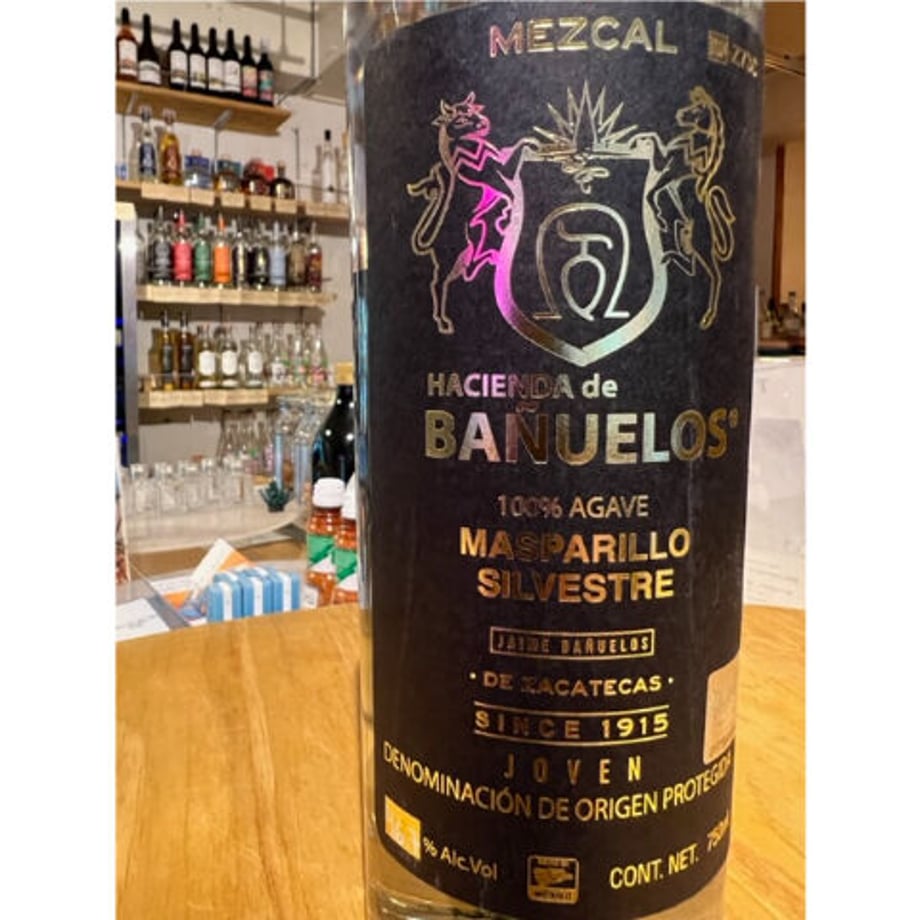 MEZCAL
HACIENDA de
BAÑUELOS®
100% AGAVE
MASPARILLO
SILVESTRE
JAIME BAÑUELOS
· DE ZACATECAS ·
SINCE 1915
JOVEN
DENOMINACIÓN DE ORIGEN PROTEGIDA
% Alc.Vol
CONT. NET. 750ml